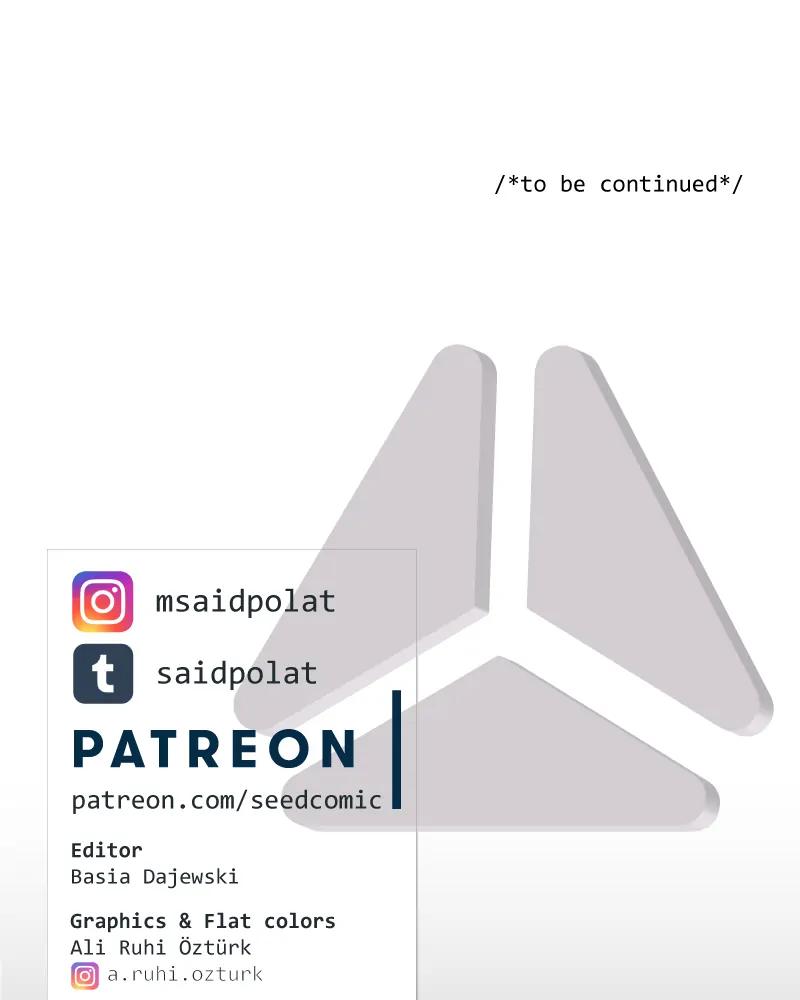 /*to be continued*/
msaidpolat
t
saidpolat
PATREON
patreon.com/seedcomic
Editor
Basia Dajewski
Graphics & Flat colors
Ali Ruhi Öztürk
a.ruhi.ozturk